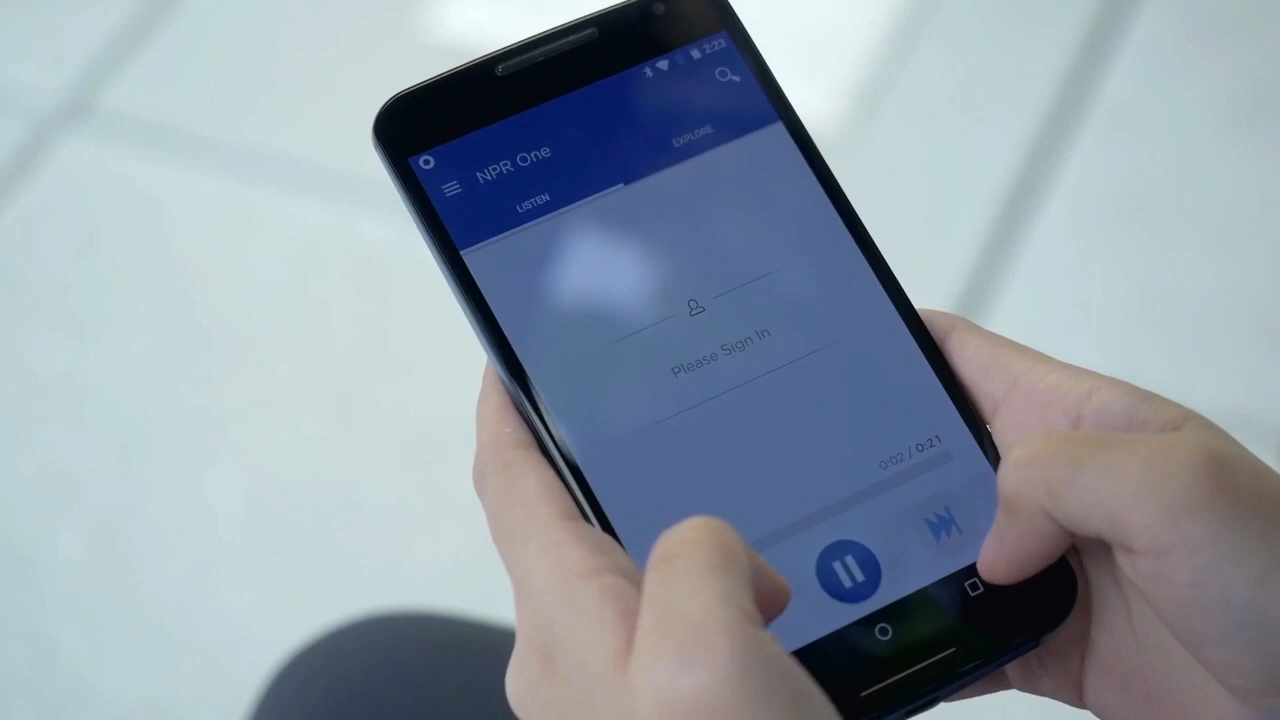 2:23
NPR One
LISTEN
EXPLORE
Please Sign In
0:02 / 0:21